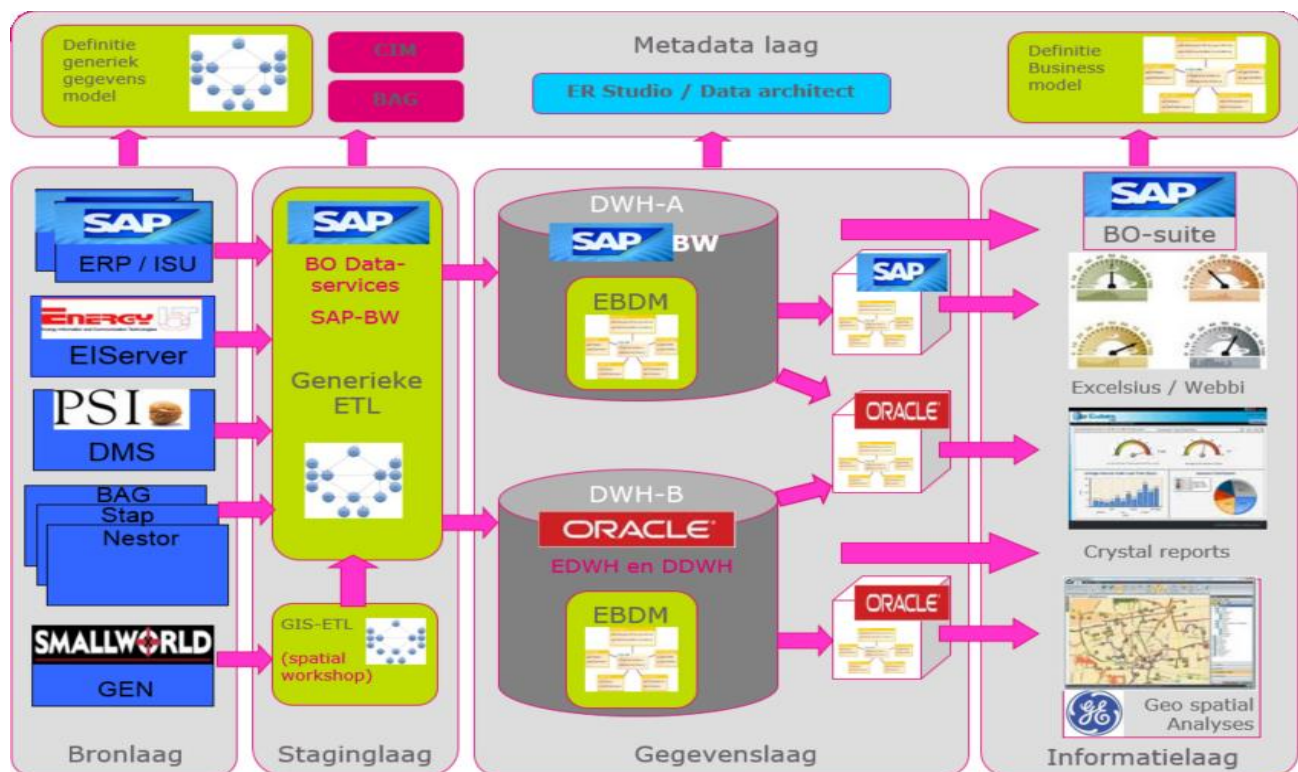 Definitie
generiek
gegevens
model
CIM
BAG
Metadata laag
ER Studio / Data architect
Definitie
Business
model
SAP
ERP / ISU
ENERGY ICT
EIServer
PSI
DMS
BAG
Stap
Nestor
SMALLWORLD
GEN
Bronlaag
SAP
BO Data-
services
SAP-BW
Generieke
ETL
GIS-ETL
(spatial
workshop)
Staginglaag
DWH-A
SAP BW
EBDM
SAP
ORACLE
DWH-B
ORACLE
EDWH en DDWH
EBDM
ORACLE
Gegevenslaag
SAP
BO-suite
Excelsius / Webbi
Crystal reports
Geo spatial
Analyses
Informatielaag